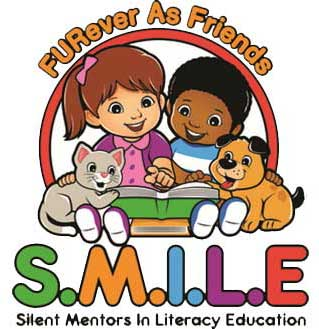 FURever As Friends
S.M.I.L.E
Silent Mentors In Literacy Education